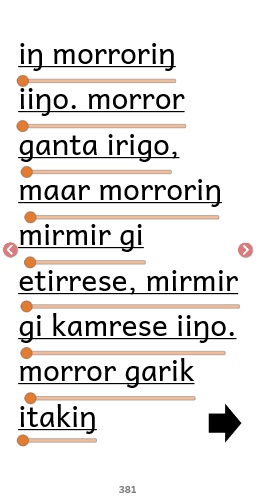 iŋ morroriŋ
iiŋo. morror
ganta irigo,
maar morroriŋ
mirmir gi
etirrese, mirmir
gi kamrese iiŋo.
morror garik
itakiŋ
381